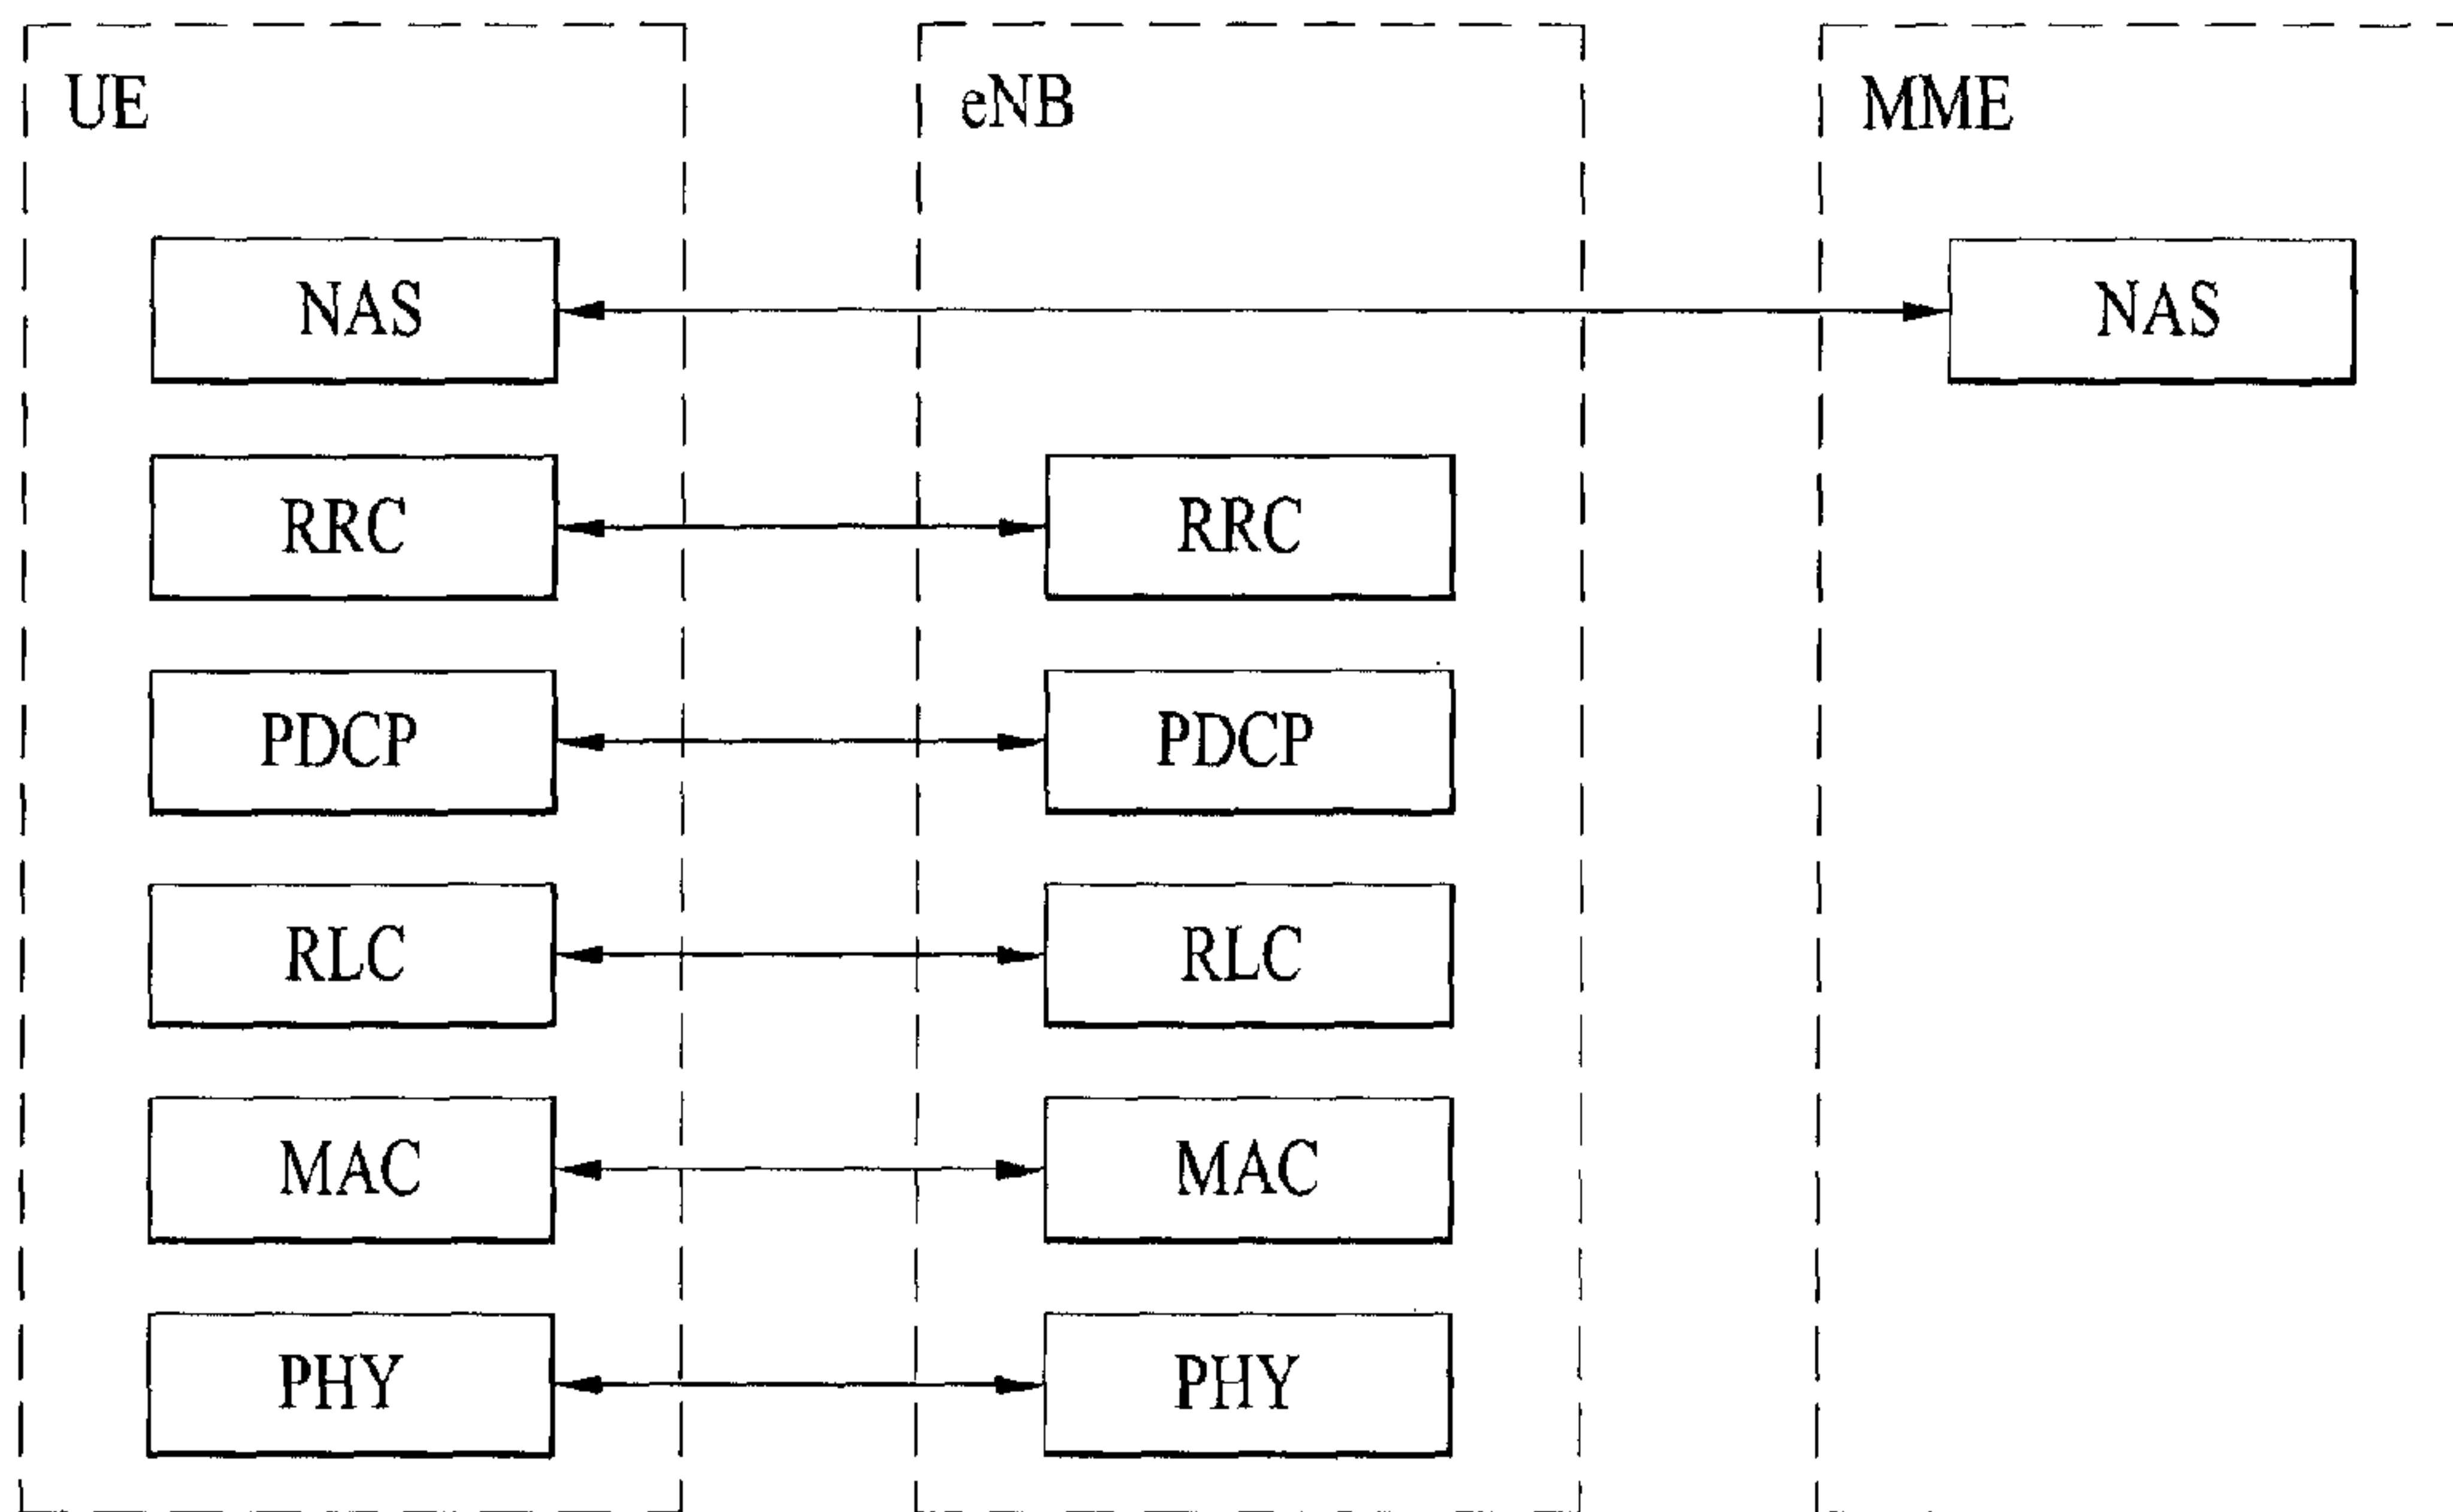 UE
eNB
MME
NAS
NAS
RRC
RRC
PDCP
PDCP
RLC
RLC
MAC
MAC
PHY
PHY